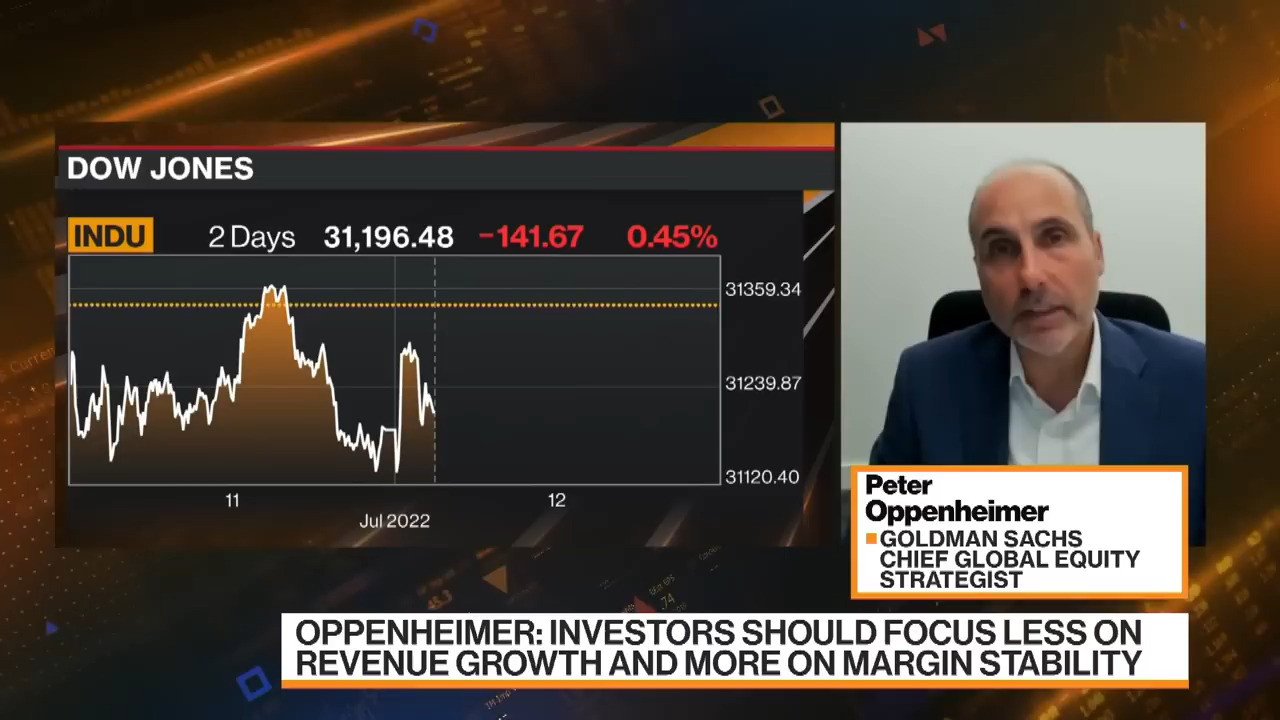 DOW JONES
INDU 2 Days 31,196.48 -141.67 0.45%
31359.34
31239.87
31120.40
11 12
Jul 2022
Peter
Oppenheimer
GOLDMAN SACHS
CHIEF GLOBAL EQUITY
STRATEGIST
OPPENHEIMER: INVESTORS SHOULD FOCUS LESS ON
REVENUE GROWTH AND MORE ON MARGIN STABILITY